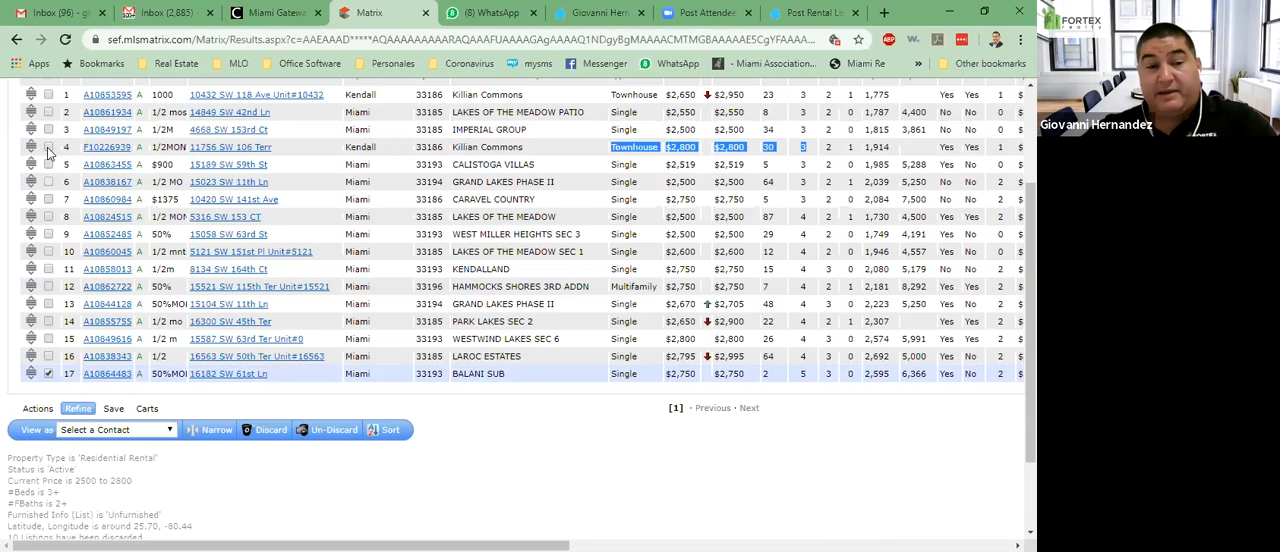 Inbox (96) - gi
Inbox (2,885)
Miami Gatewa
Matrix
WhatsApp
Giovanni Hern
Post Attendee
Post Rental Lis
sef.mlsmatrix.com/Matrix/Results.aspx?c=AAEAAAD*****AQAAAAAAAAAQAQAAAFUAAAAGAgAAAAQ1NDgyBgMAAAACMTMGBAAAAAE5CgYFAAAA...
Apps
Bookmarks
Real Estate
MLO
Office Software
Personales
Coronavirus
mysms
Messenger
WhatsApp
- Miami Association...
Miami Re
Other bookmarks
1 A10853595 A 1000 10432 SW 118 Ave Unit#10432 Kendall 33186 Killian Commons Townhouse $2,650 $2,950 23 3 2 1 1,775 Yes Yes 1
2 A10861934 A 1/2 mos 14849 SW 42nd Ln Miami 33185 LAKES OF THE MEADOW PATIO Single $2,550 $2,550 8 3 2 0 1,787 4,400 No No 0 $
3 A10849197 A 1/2M 4668 SW 153rd Ct Miami 33185 IMPERIAL GROUP Single $2,500 $2,500 34 3 2 0 1,815 3,861 No No 0 $
4 F10226939 A 1/2MON 11756 SW 106 Terr Kendall 33186 Killian Commons Townhouse $2,800 $2,800 30 3 2 1 1,914 Yes Yes 1 $
5 A10863455 A $900 15189 SW 59th St Miami 33193 CALISTOGA VILLAS Single $2,519 $2,519 5 3 2 0 1,985 5,288 Yes No 0 $
6 A10838167 A 1/2 MO 15023 SW 11th Ln Miami 33194 GRAND LAKES PHASE II Single $2,500 $2,500 64 3 2 1 2,039 5,250 No No 2 $
7 A10860984 A $1375 10420 SW 141st Ave Miami 33186 CARAVEL COUNTRY Single $2,750 $2,750 5 3 2 0 2,084 7,500 No No 2 $
8 A10824515 A 1/2 MON 5316 SW 153 CT Miami 33185 LAKES OF THE MEADOW Single $2,500 $2,500 87 4 2 1 1,730 4,500 Yes Yes 2 $
9 A10852485 A 50% 15058 SW 63rd St Miami 33193 WEST MILLER HEIGHTS SEC 3 Single $2,500 $2,500 29 4 2 0 1,749 4,191 Yes No 0 $
10 A10860045 A 1/2 mnt 5121 SW 151st Pl Unit#5121 Miami 33185 LAKES OF THE MEADOW SEC 1 Single $2,600 $2,600 12 4 2 0 1,946 4,557 Yes No 0 $
11 A10858013 A 1/2m 8134 SW 164th Ct Miami 33193 KENDALLAND Single $2,750 $2,750 15 4 3 0 2,080 5,179 No No 2 $
12 A10862722 A 50% 15521 SW 115th Ter Unit#15521 Miami 33196 HAMMOCKS SHORES 3RD ADDN Multifamily $2,750 $2,750 7 4 2 1 2,181 8,292 Yes Yes 2 $
13 A10844128 A 50%MOI 15104 SW 11th Ln Miami 33194 GRAND LAKES PHASE II Single $2,670 $2,705 48 4 3 0 2,223 5,250 Yes No 2 $
14 A10855755 A 1/2 mo 16300 SW 45th Ter Miami 33185 PARK LAKES SEC 2 Single $2,650 $2,900 22 4 2 1 2,307 Yes Yes 2 $
15 A10849616 A 1/2mon 15587 SW 63rd Ter Unit#0 Miami 33193 WESTWIND LAKES SEC 6 Single $2,800 $2,800 26 4 3 0 2,574 5,991 Yes Yes 2 $
16 A10838343 A 1/2 16563 SW 50th Ter Unit#16563 Miami 33185 LAROC ESTATES Single $2,795 $2,995 64 4 3 0 2,692 5,000 Yes No 2 $
17 A10864483 A 50%MOI 16182 SW 61st Ln Miami 33193 BALANI SUB Single $2,750 $2,750 2 5 3 0 2,595 6,366 Yes No 2 $
Actions Refine Save Carts [1] · Previous · Next
View as Select a Contact Narrow Discard Un-Discard Sort
Property Type is 'Residential Rental'
Status is 'Active'
Current Price is 2500 to 2800
#Beds is 3+
#FBaths is 2+
Furnished Info (List) is 'Unfurnished'
Latitude, Longitude is around 25.70, -80.44
10 Listings have been discarded
FORTEX
realty
Giovanni Hernandez